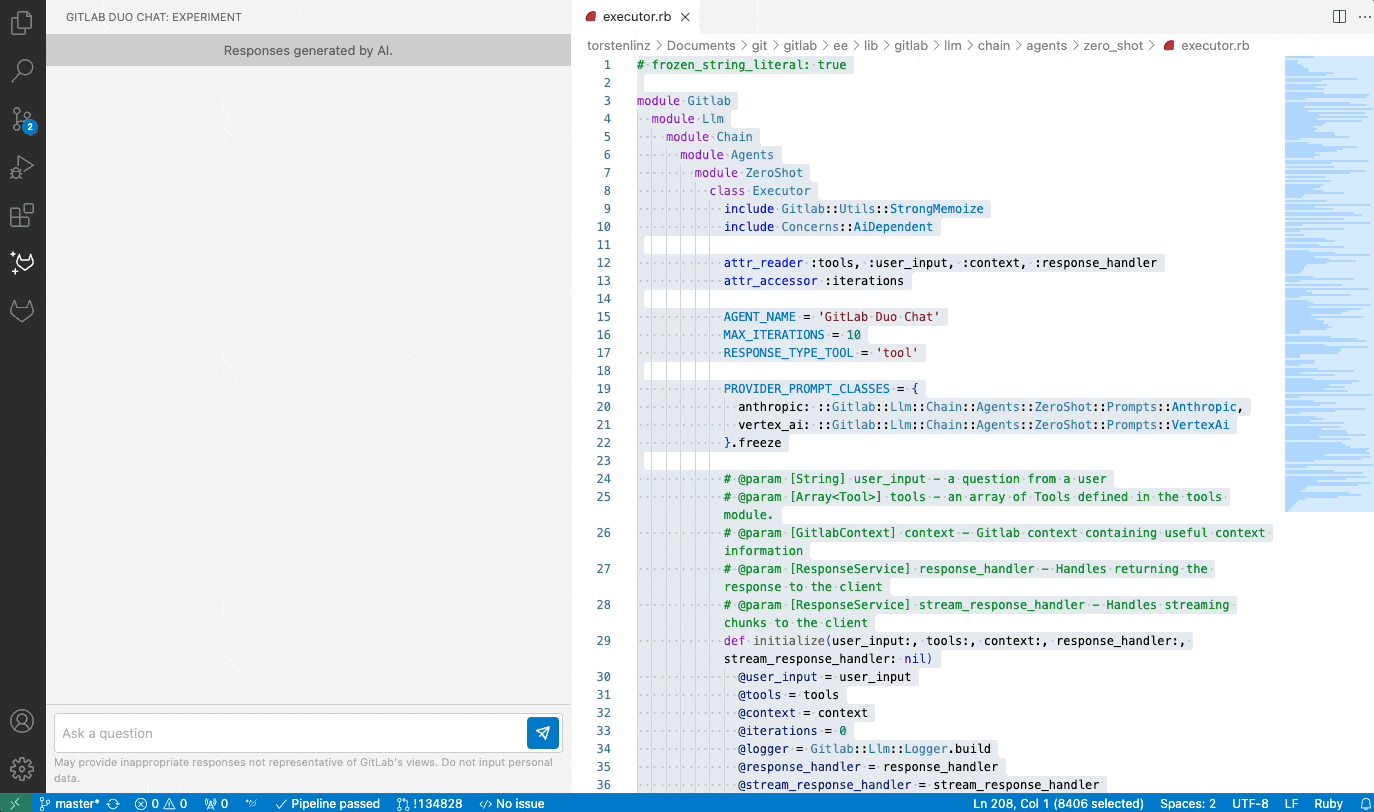 GITLAB DUO CHAT: EXPERIMENT
Responses generated by AI.
2
Ask a question
May provide inappropriate responses not representative of GitLab's views. Do not input personal
data.
executor.rb
torstenlinz > Documents > git > gitlab > ee > lib > gitlab > llm > chain > agents > zero_shot > executor.rb
1 # frozen_string_literal: true
2
3 module Gitlab
4 module Llm
5 module Chain
6 module Agents
7 module ZeroShot
8 class Executor
9 include Gitlab::Utils::StrongMemoize
10 include Concerns::AiDependent
11
12 attr_reader :tools, :user_input, :context, :response_handler
13 attr_accessor :iterations
14
15 AGENT_NAME = 'GitLab Duo Chat'
16 MAX_ITERATIONS = 10
17 RESPONSE_TYPE_TOOL = 'tool'
18
19 PROVIDER_PROMPT_CLASSES = {
20 anthropic: ::Gitlab::Llm::Chain::Agents::ZeroShot::Prompts::Anthropic,
21 vertex_ai: ::Gitlab::Llm::Chain::Agents::ZeroShot::Prompts::VertexAi
22 }.freeze
23
24 # @param [String] user_input - a question from a user
25 # @param [Array<Tool>] tools - an array of Tools defined in the tools
module.
26 # @param [GitlabContext] context - Gitlab context containing useful context
information
27 # @param [ResponseService] response_handler - Handles returning the
response to the client
28 # @param [ResponseService] stream_response_handler - Handles streaming
chunks to the client
29 def initialize(user_input:, tools:, context:, response_handler:,
stream_response_handler: nil)
30 @user_input = user_input
31 @tools = tools
32 @context = context
33 @iterations = 0
34 @logger = Gitlab::Llm::Logger.build
35 @response_handler = response_handler
36 @stream_response_handler = stream_response_handler
master* 0 0 0 Pipeline passed !134828 No issue Ln 208, Col 1 (8406 selected) Spaces: 2 UTF-8 LF Ruby